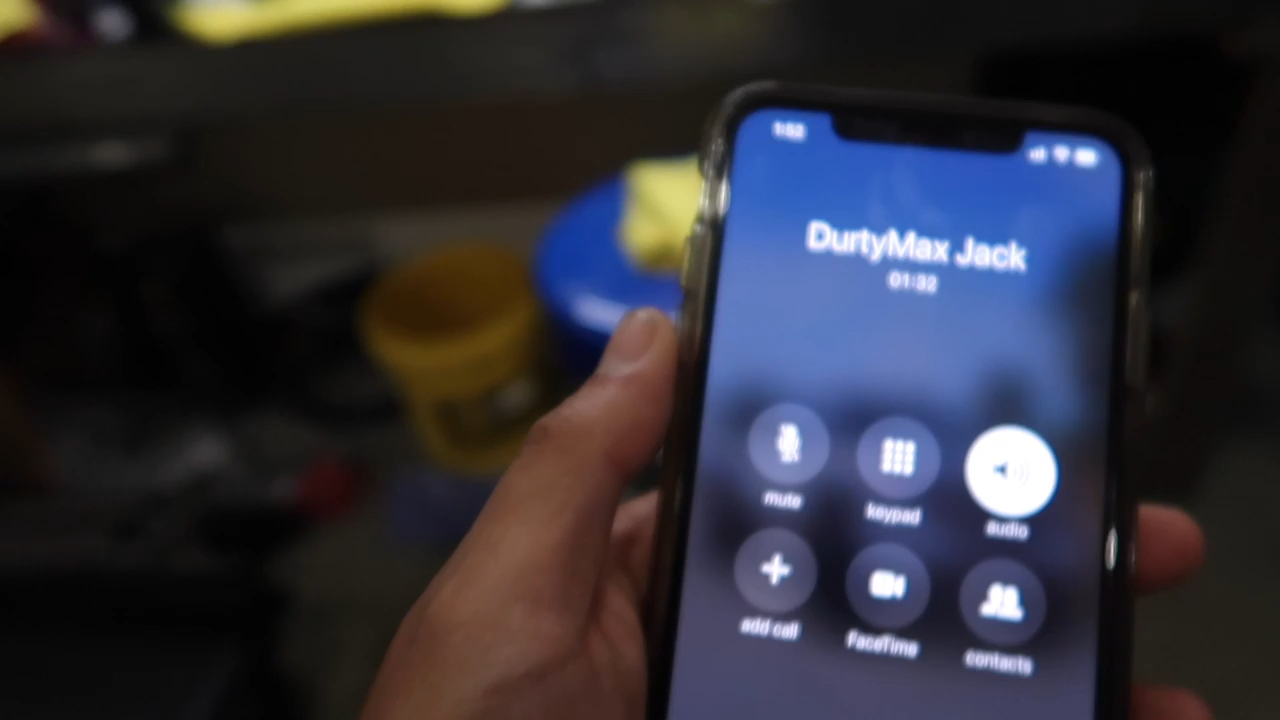 1:52
DurtyMax Jack
01:32
mute
keypad
audio
add call
FaceTime
contacts